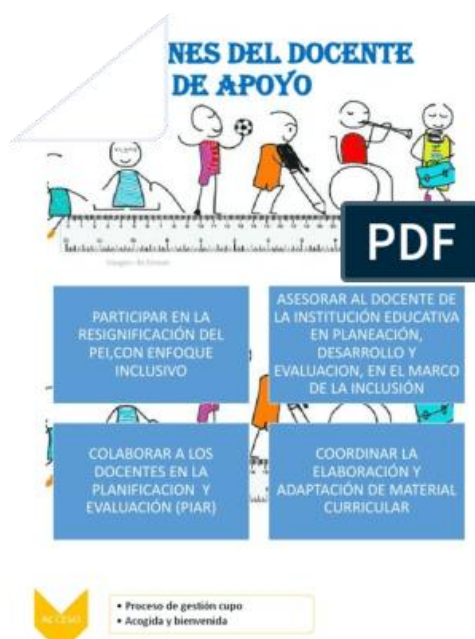 NES DEL DOCENTE
DE APOYO
PDF
PARTICIPAR EN LA
RESIGNIFICACIÓN DEL
PEI,CON ENFOQUE
INCLUSIVO
ASESORAR AL DOCENTE DE
LA INSTITUCIÓN EDUCATIVA
EN PLANEACIÓN,
DESARROLLO Y
EVALUACION, EN EL MARCO
DE LA INCLUSIÓN
COLABORAR A LOS
DOCENTES EN LA
PLANIFICACION Y
EVALUACIÓN (PIAR)
COORDINAR LA
ELABORACIÓN Y
ADAPTACIÓN DE MATERIAL
CURRICULAR
ACCESO
• Proceso de gestión cupo
• Acogida y bienvenida